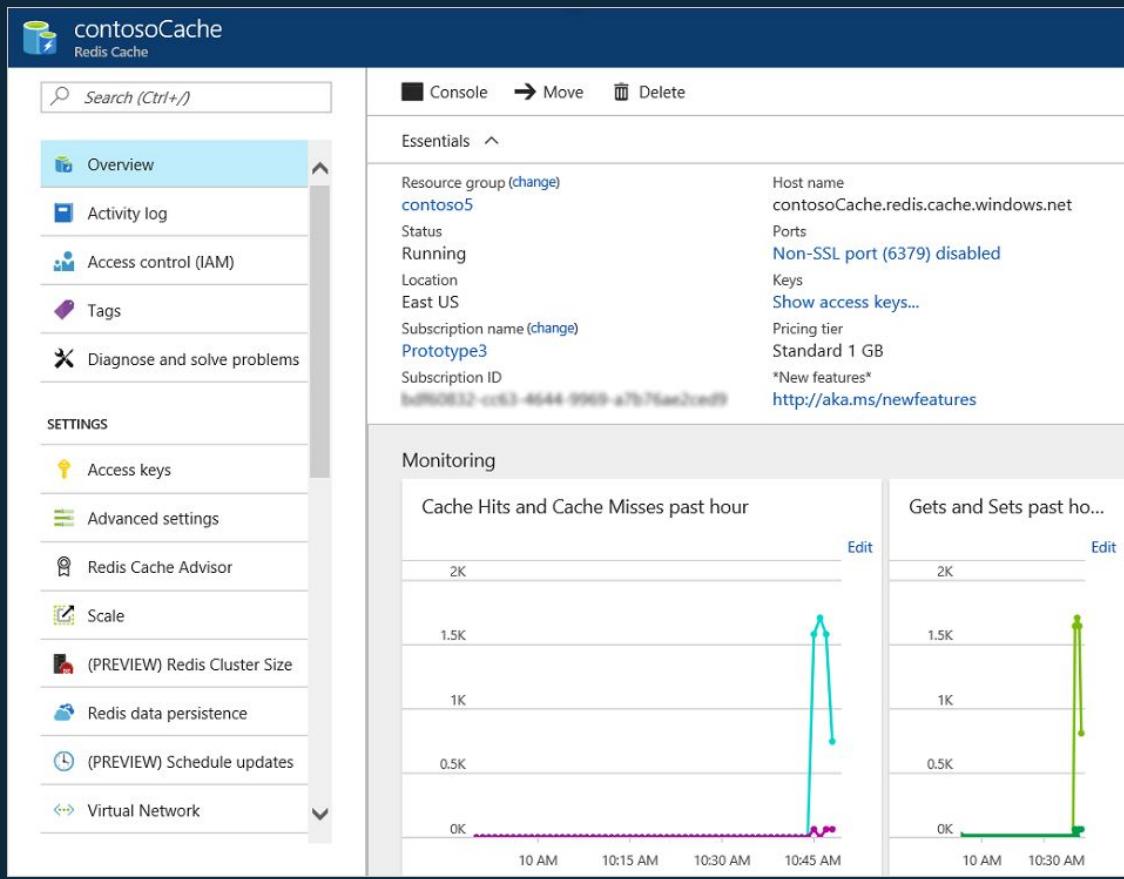 contosoCache
Redis Cache
Search (Ctrl+/)
Overview
Activity log
Access control (IAM)
Tags
Diagnose and solve problems
SETTINGS
Access keys
Advanced settings
Redis Cache Advisor
Scale
(PREVIEW) Redis Cluster Size
Redis data persistence
(PREVIEW) Schedule updates
Virtual Network
Console Move Delete
Essentials
Resource group (change)
contoso5
Status
Running
Location
East US
Subscription name (change)
Prototype3
Subscription ID
Host name
contosoCache.redis.cache.windows.net
Ports
Non-SSL port (6379) disabled
Keys
Show access keys...
Pricing tier
Standard 1 GB
*New features*
http://aka.ms/newfeatures
Monitoring
Cache Hits and Cache Misses past hour
Edit
2K
1.5K
1K
0.5K
0K
10 AM 10:15 AM 10:30 AM 10:45 AM
Gets and Sets past ho...
Edit
2K
1.5K
1K
0.5K
0K
10 AM 10:30 AM